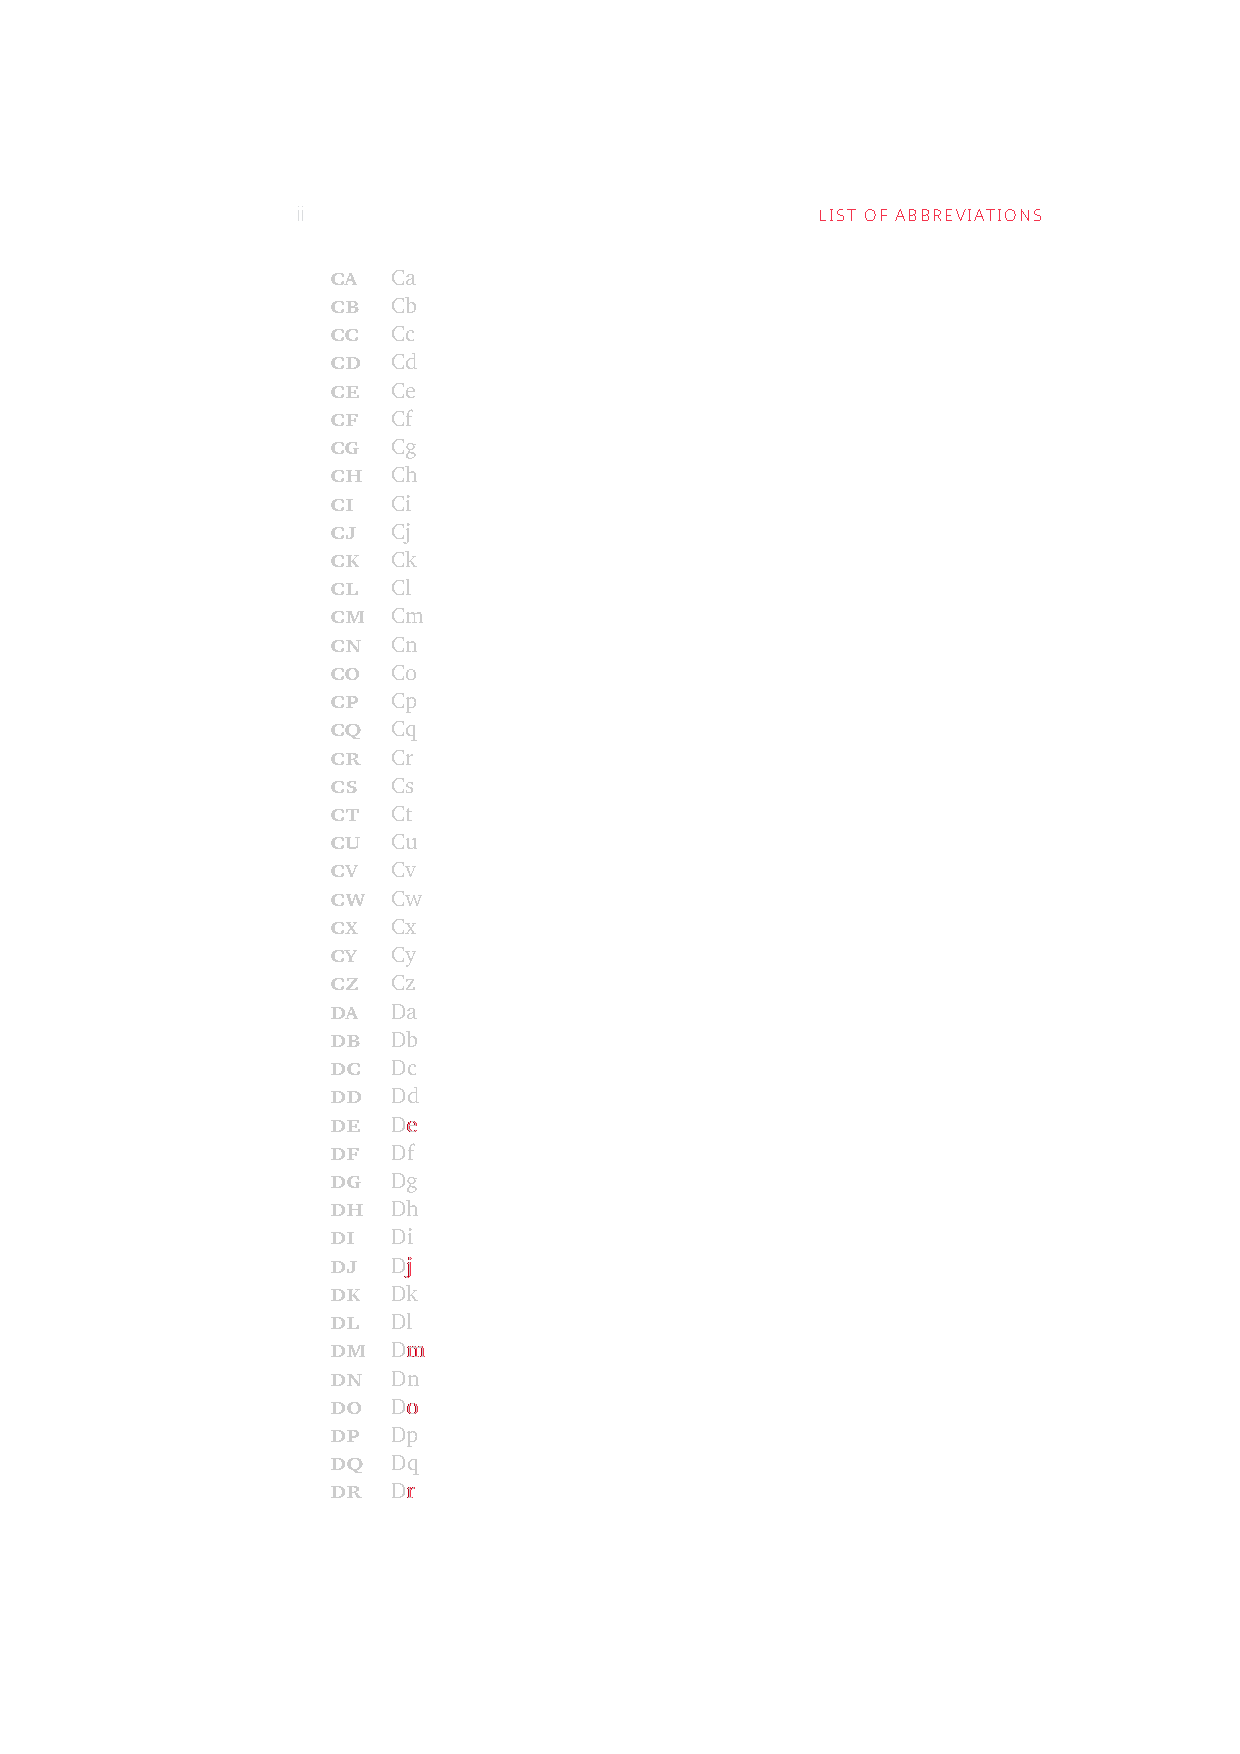 ii LIST OF ABBREVIATIONS
CA Ca
CB Cb
CC Cc
CD Cd
CE Ce
CF Cf
CG Cg
CH Ch
CI Ci
CJ Cj
CK Ck
CL Cl
CM Cm
CN Cn
CO Co
CP Cp
CQ Cq
CR Cr
CS Cs
CT Ct
CU Cu
CV Cv
CW Cw
CX Cx
CY Cy
CZ Cz
DA Da
DB Db
DC Dc
DD Dd
DE De
DF Df
DG Dg
DH Dh
DI Di
DJ Dj
DK Dk
DL Dl
DM Dm
DN Dn
DO Do
DP Dp
DQ Dq
DR Dr